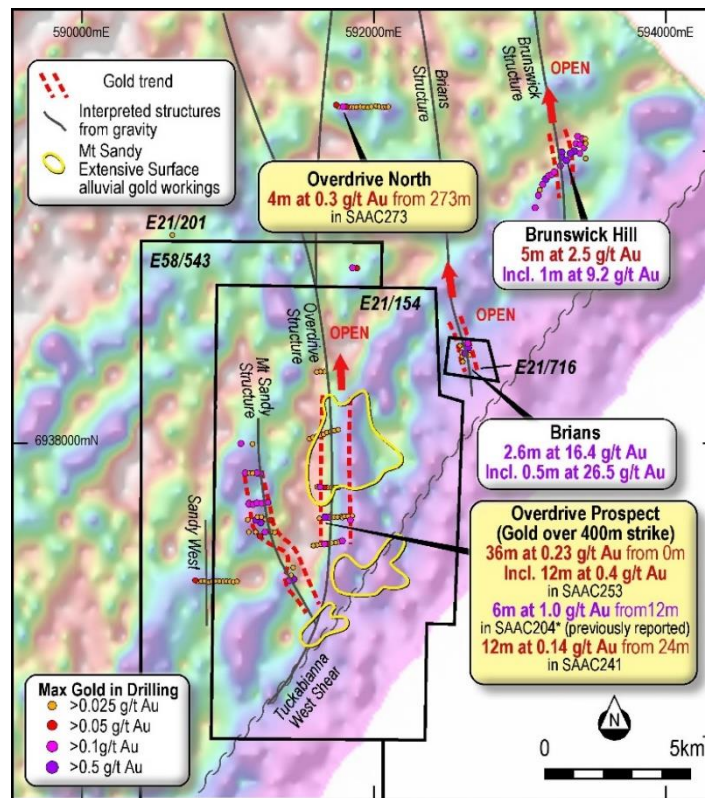 590000mE
592000mE
594000mE
Gold trend
Interpreted structures
from gravity
Mt Sandy
Extensive Surface
alluvial gold workings
Brians
Structure
Brunswick
Structure
OPEN
Overdrive North
4m at 0.3 g/t Au from 273m
in SAAC273
Brunswick Hill
5m at 2.5 g/t Au
Incl. 1m at 9.2 g/t Au
E21/201
E58/543
E21/154
OPEN
E21/716
Overdrive
Structure
OPEN
Mt Sandy
Structure
6938000mN
Sandy West
Brians
2.6m at 16.4 g/t Au
Incl. 0.5m at 26.5 g/t Au
Overdrive Prospect
(Gold over 400m strike)
36m at 0.23 g/t Au from 0m
Incl. 12m at 0.4 g/t Au
in SAAC253
6m at 1.0 g/t Au from12m
in SAAC204* (previously reported)
12m at 0.14 g/t Au from 24m
in SAAC241
Tuckabianna
West Shear
Max Gold in Drilling
>0.025 g/t Au
>0.05 g/t Au
>0.1g/t Au
>0.5 g/t Au
N
0 5km